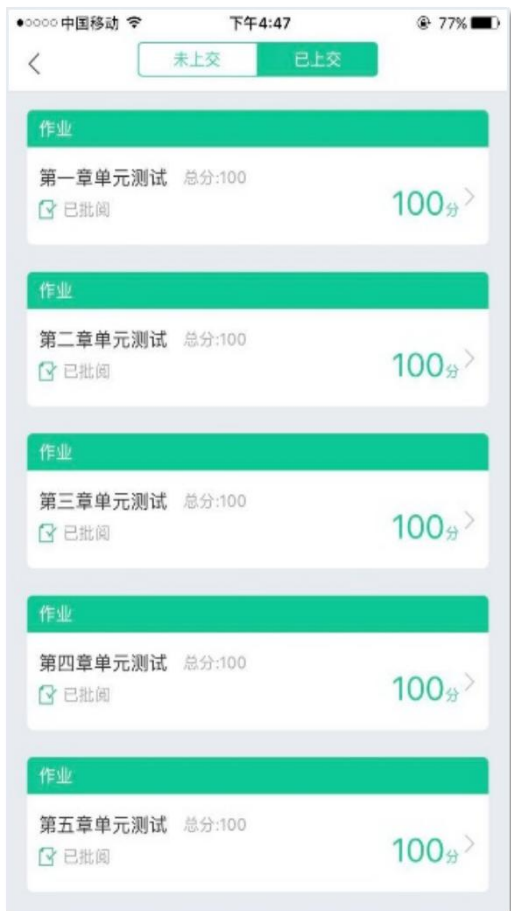 中国移动 下午4:47 77%
未上交 已上交
作业
第一章单元测试 总分:100
已批阅
100分
作业
第二章单元测试 总分:100
已批阅
100分
作业
第三章单元测试 总分:100
已批阅
100分
作业
第四章单元测试 总分:100
已批阅
100分
作业
第五章单元测试 总分:100
已批阅
100分